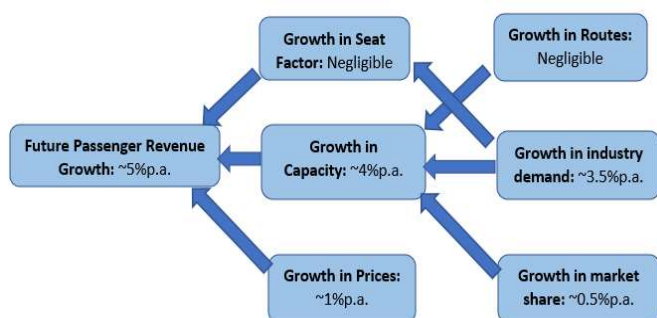 Growth in Seat
Factor: Negligible
Growth in Routes:
Negligible
Future Passenger Revenue
Growth: ~5%p.a.
Growth in
Capacity: ~4% p.a.
Growth in industry
demand: ~3.5%p.a.
Growth in Prices:
~1%p.a.
Growth in market
share: ~0.5%p.a.